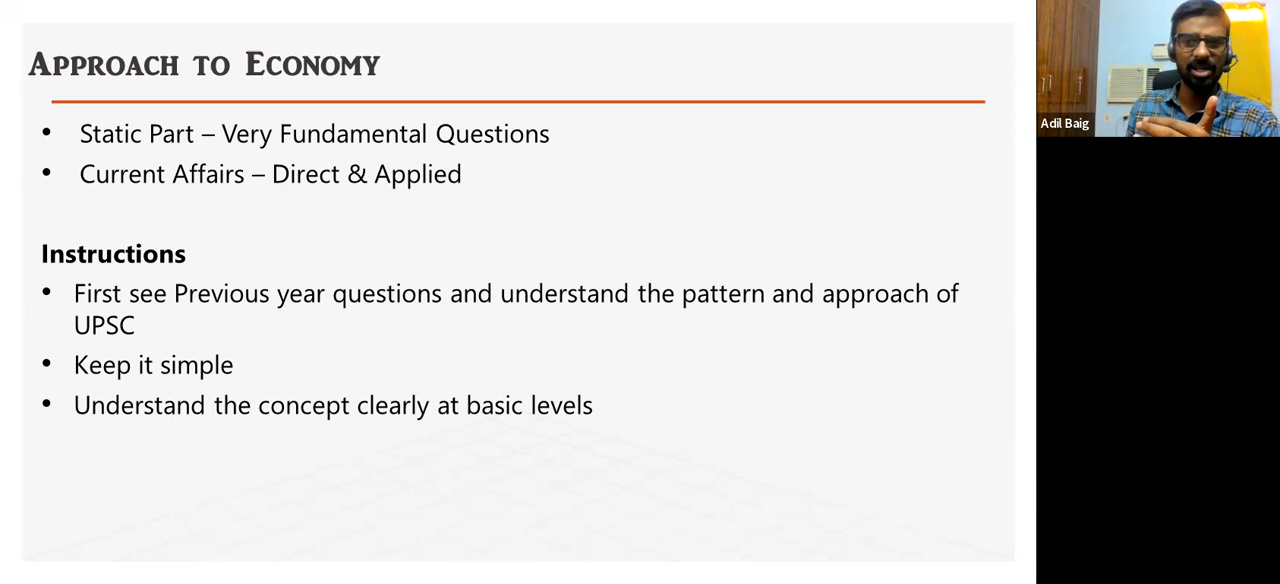 APPROACH TO ECONOMY
• Static Part – Very Fundamental Questions
• Current Affairs – Direct & Applied
Instructions
• First see Previous year questions and understand the pattern and approach of
UPSC
• Keep it simple
• Understand the concept clearly at basic levels
Adil Baig